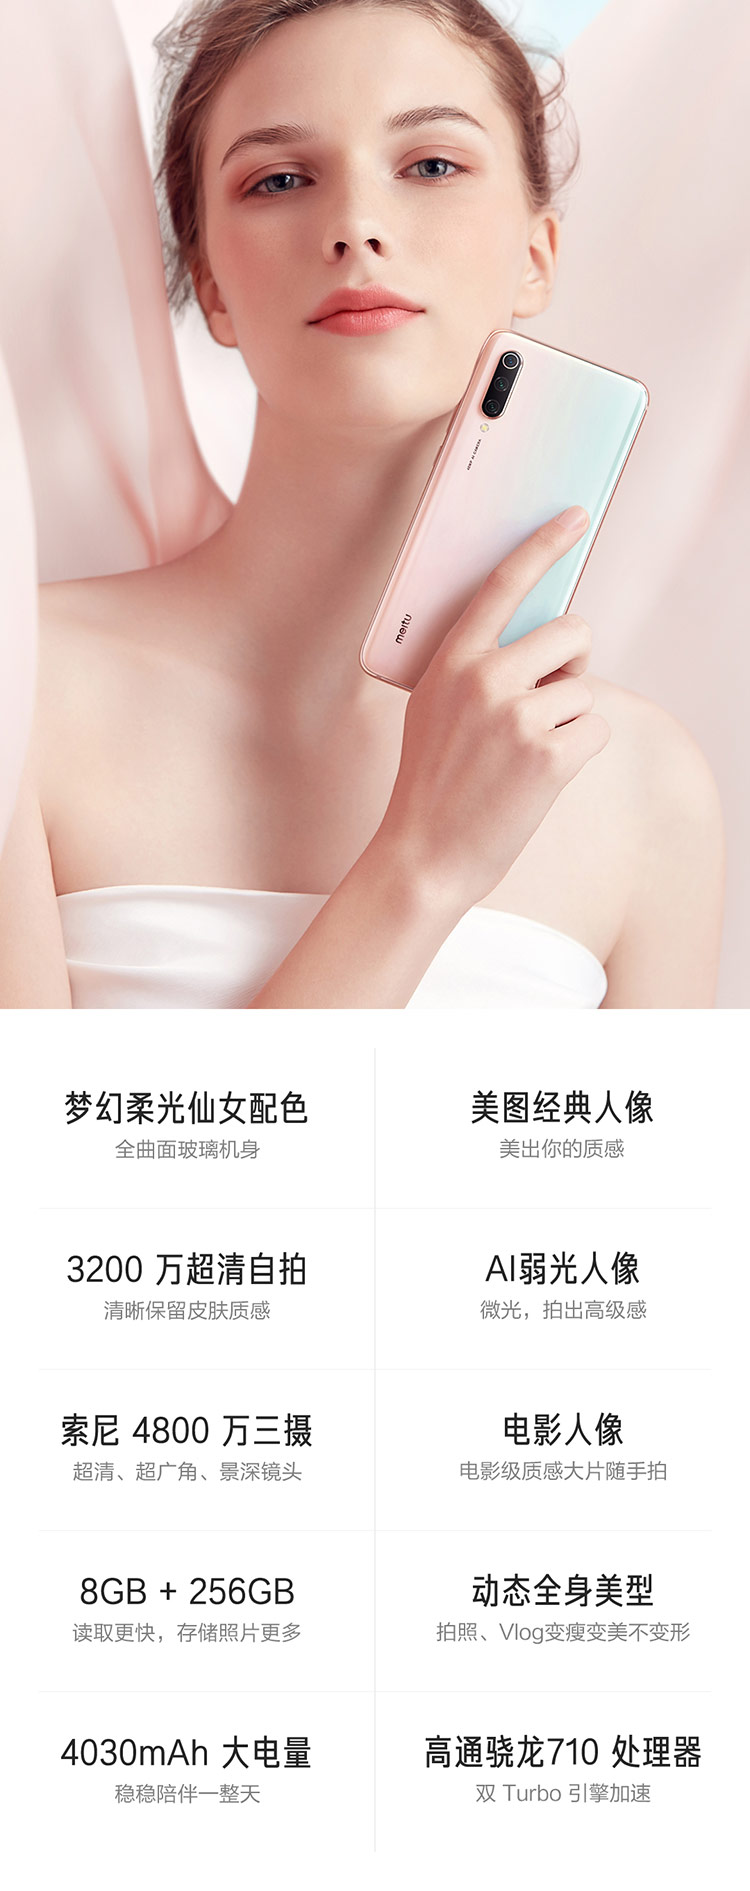 48MP AI CAMERA
meitu
梦幻柔光仙女配色
全曲面玻璃机身
美图经典人像
美出你的质感
3200 万超清自拍
清晰保留皮肤质感
AI弱光人像
微光，拍出高级感
索尼 4800 万三摄
超清、超广角、景深镜头
电影人像
电影级质感大片随手拍
8GB + 256GB
读取更快，存储照片更多
动态全身美型
拍照、Vlog变瘦变美不变形
4030mAh 大电量
稳稳陪伴一整天
高通骁龙710 处理器
双 Turbo 引擎加速